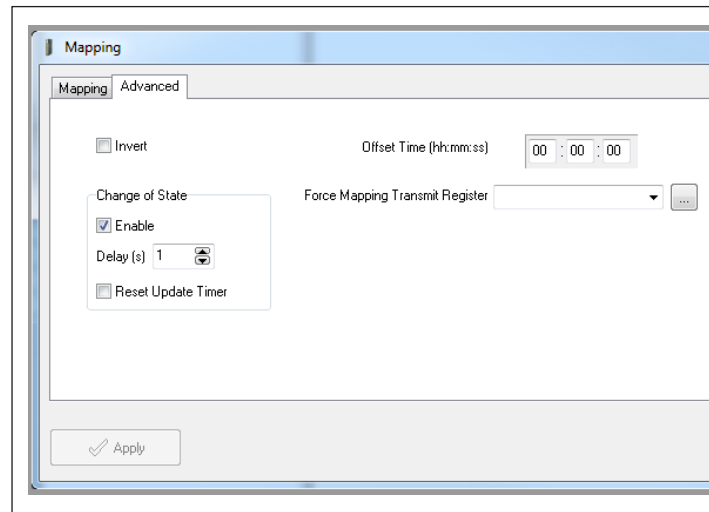 Mapping
Mapping Advanced
Invert
Offset Time (hh:mm:ss) 00 : 00 : 00
Change of State
Force Mapping Transmit Register ...
Enable
Delay (s) 1
Reset Update Timer
Apply